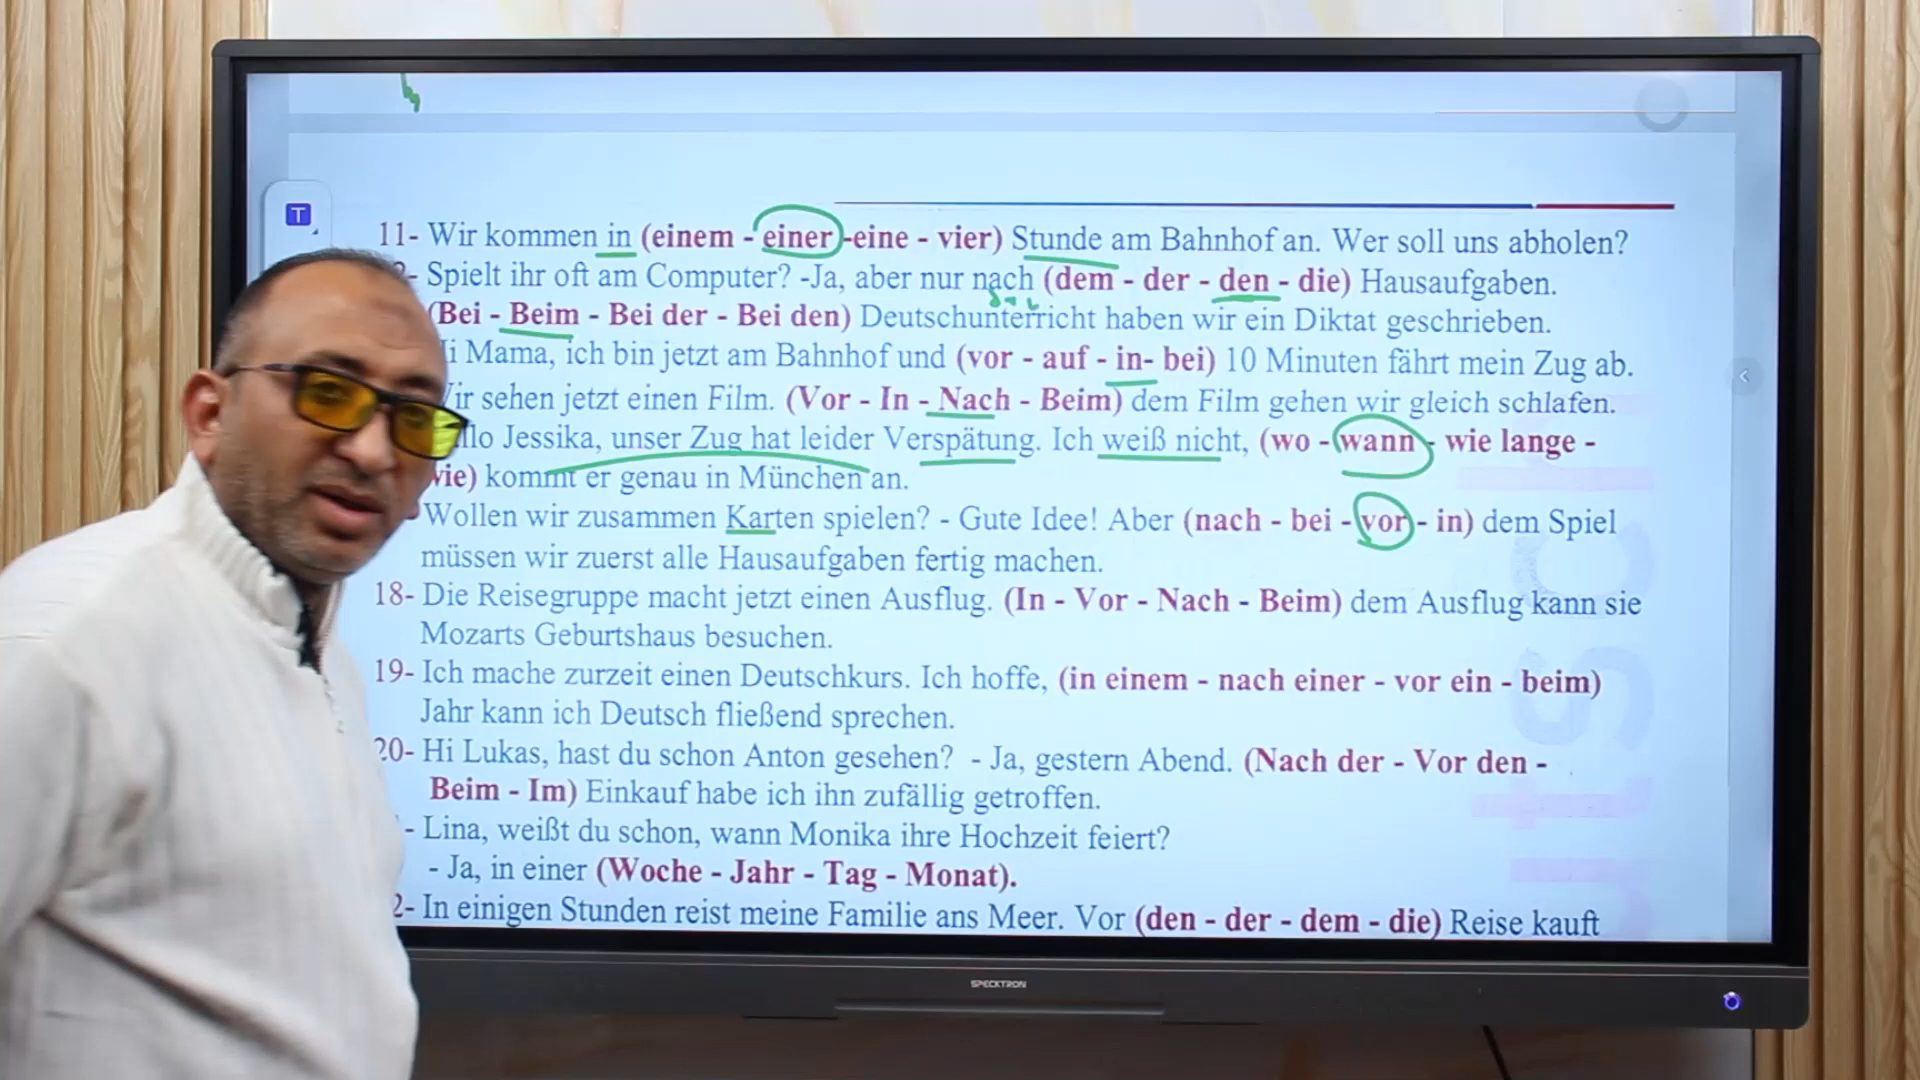 T
11- Wir kommen in (einem - einer -eine - vier) Stunde am Bahnhof an. Wer soll uns abholen?
- Spielt ihr oft am Computer? -Ja, aber nur nach (dem - der - den - die) Hausaufgaben.
(Bei - Beim - Bei der - Bei den) Deutschunterricht haben wir ein Diktat geschrieben.
Mama, ich bin jetzt am Bahnhof und (vor - auf - in- bei) 10 Minuten fährt mein Zug ab.
sehen jetzt einen Film. (Vor - In - Nach - Beim) dem Film gehen wir gleich schlafen.
Jessika, unser Zug hat leider Verspätung. Ich weiß nicht, (wo - wann - wie lange -
kommt er genau in München an.
Wollen wir zusammen Karten spielen? - Gute Idee! Aber (nach - bei - vor - in) dem Spiel
müssen wir zuerst alle Hausaufgaben fertig machen.
18- Die Reisegruppe macht jetzt einen Ausflug. (In - Vor - Nach - Beim) dem Ausflug kann sie
Mozarts Geburtshaus besuchen.
19- Ich mache zurzeit einen Deutschkurs. Ich hoffe, (in einem - nach einer - vor ein - beim)
Jahr kann ich Deutsch fließend sprechen.
20- Hi Lukas, hast du schon Anton gesehen? - Ja, gestern Abend. (Nach der - Vor den -
Beim - Im) Einkauf habe ich ihn zufällig getroffen.
- Lina, weißt du schon, wann Monika ihre Hochzeit feiert?
- Ja, in einer (Woche - Jahr - Tag - Monat).
2- In einigen Stunden reist meine Familie ans Meer. Vor (den - der - dem - die) Reise kauft
SPECKTRON